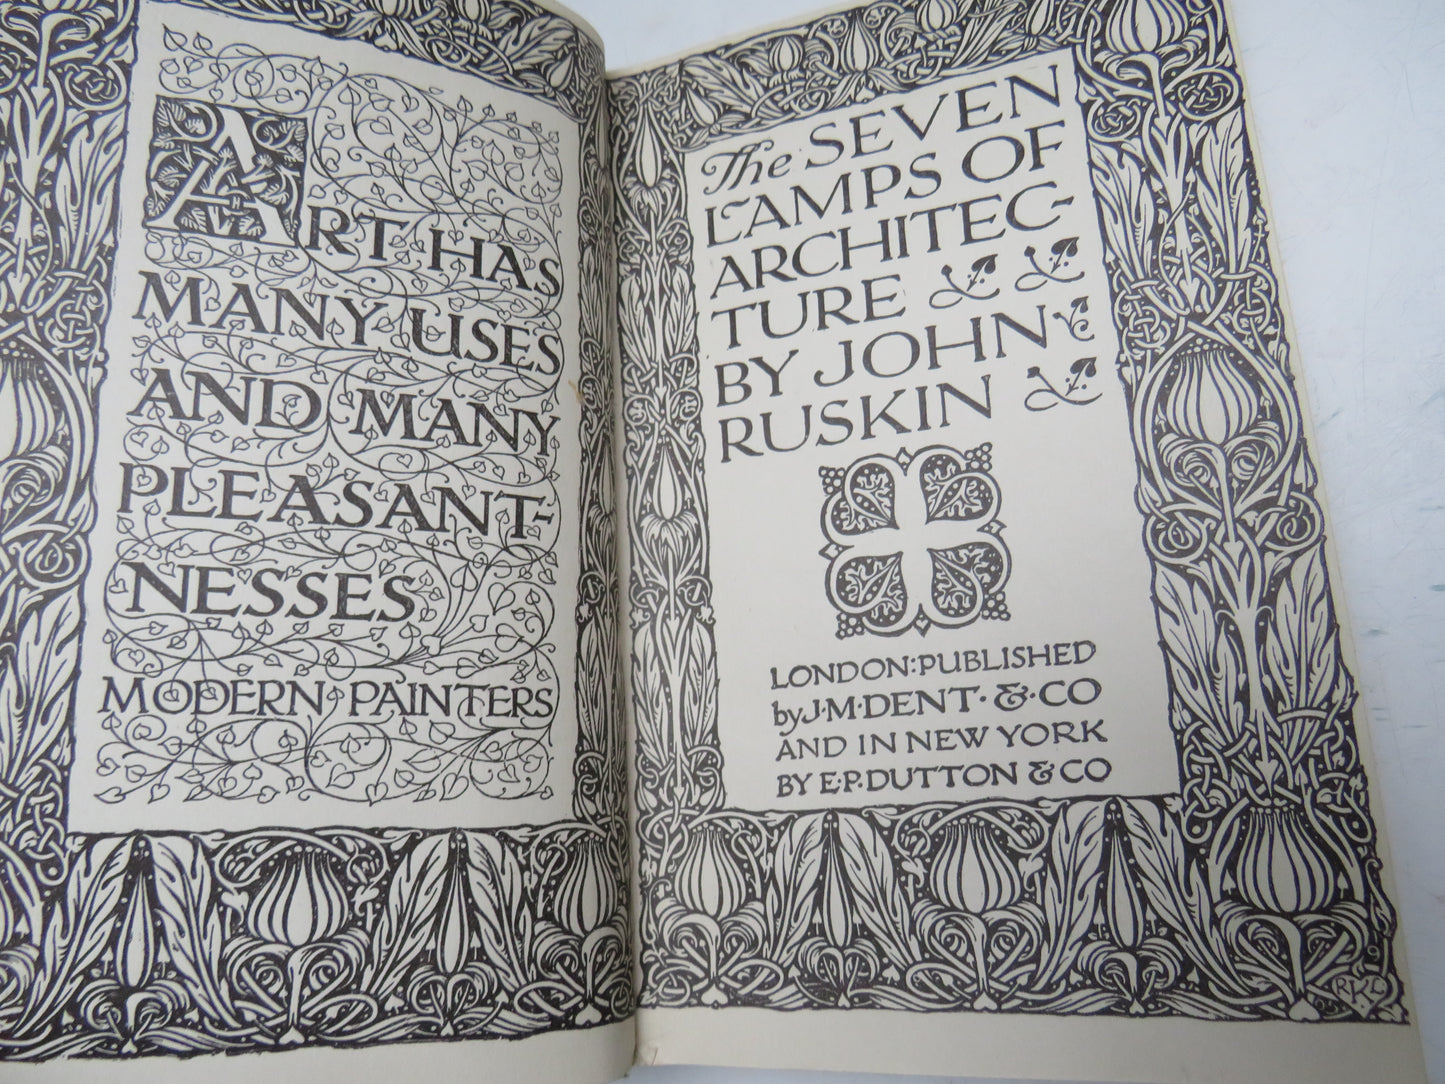 ART HAS
MANY USES
AND MANY
PLEASANT-
NESSES
MODERN PAINTERS
The SEVEN
LAMPS OF
ARCHITEC-
TURE
BY JOHN
RUSKIN
LONDON: PUBLISHED
by J·M·DENT·&·CO
AND IN NEW YORK
BY E·P·DUTTON & CO